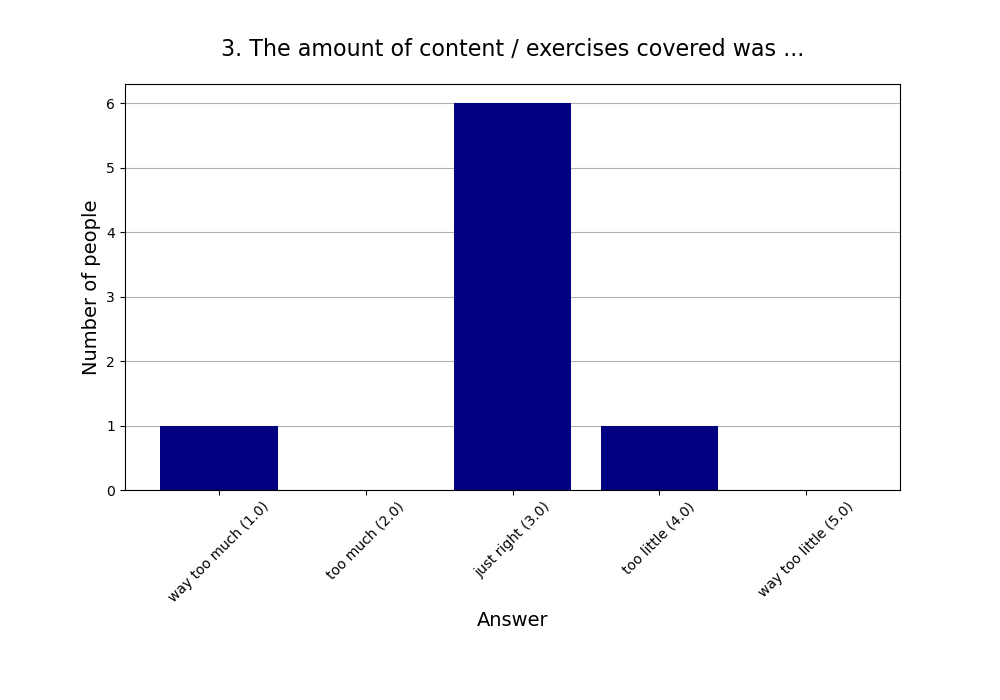 3. The amount of content / exercises covered was ...
Number of people
6
5
4
3
2
1
0
way too much (1.0)
too much (2.0)
just right (3.0)
too little (4.0)
way too little (5.0)
Answer